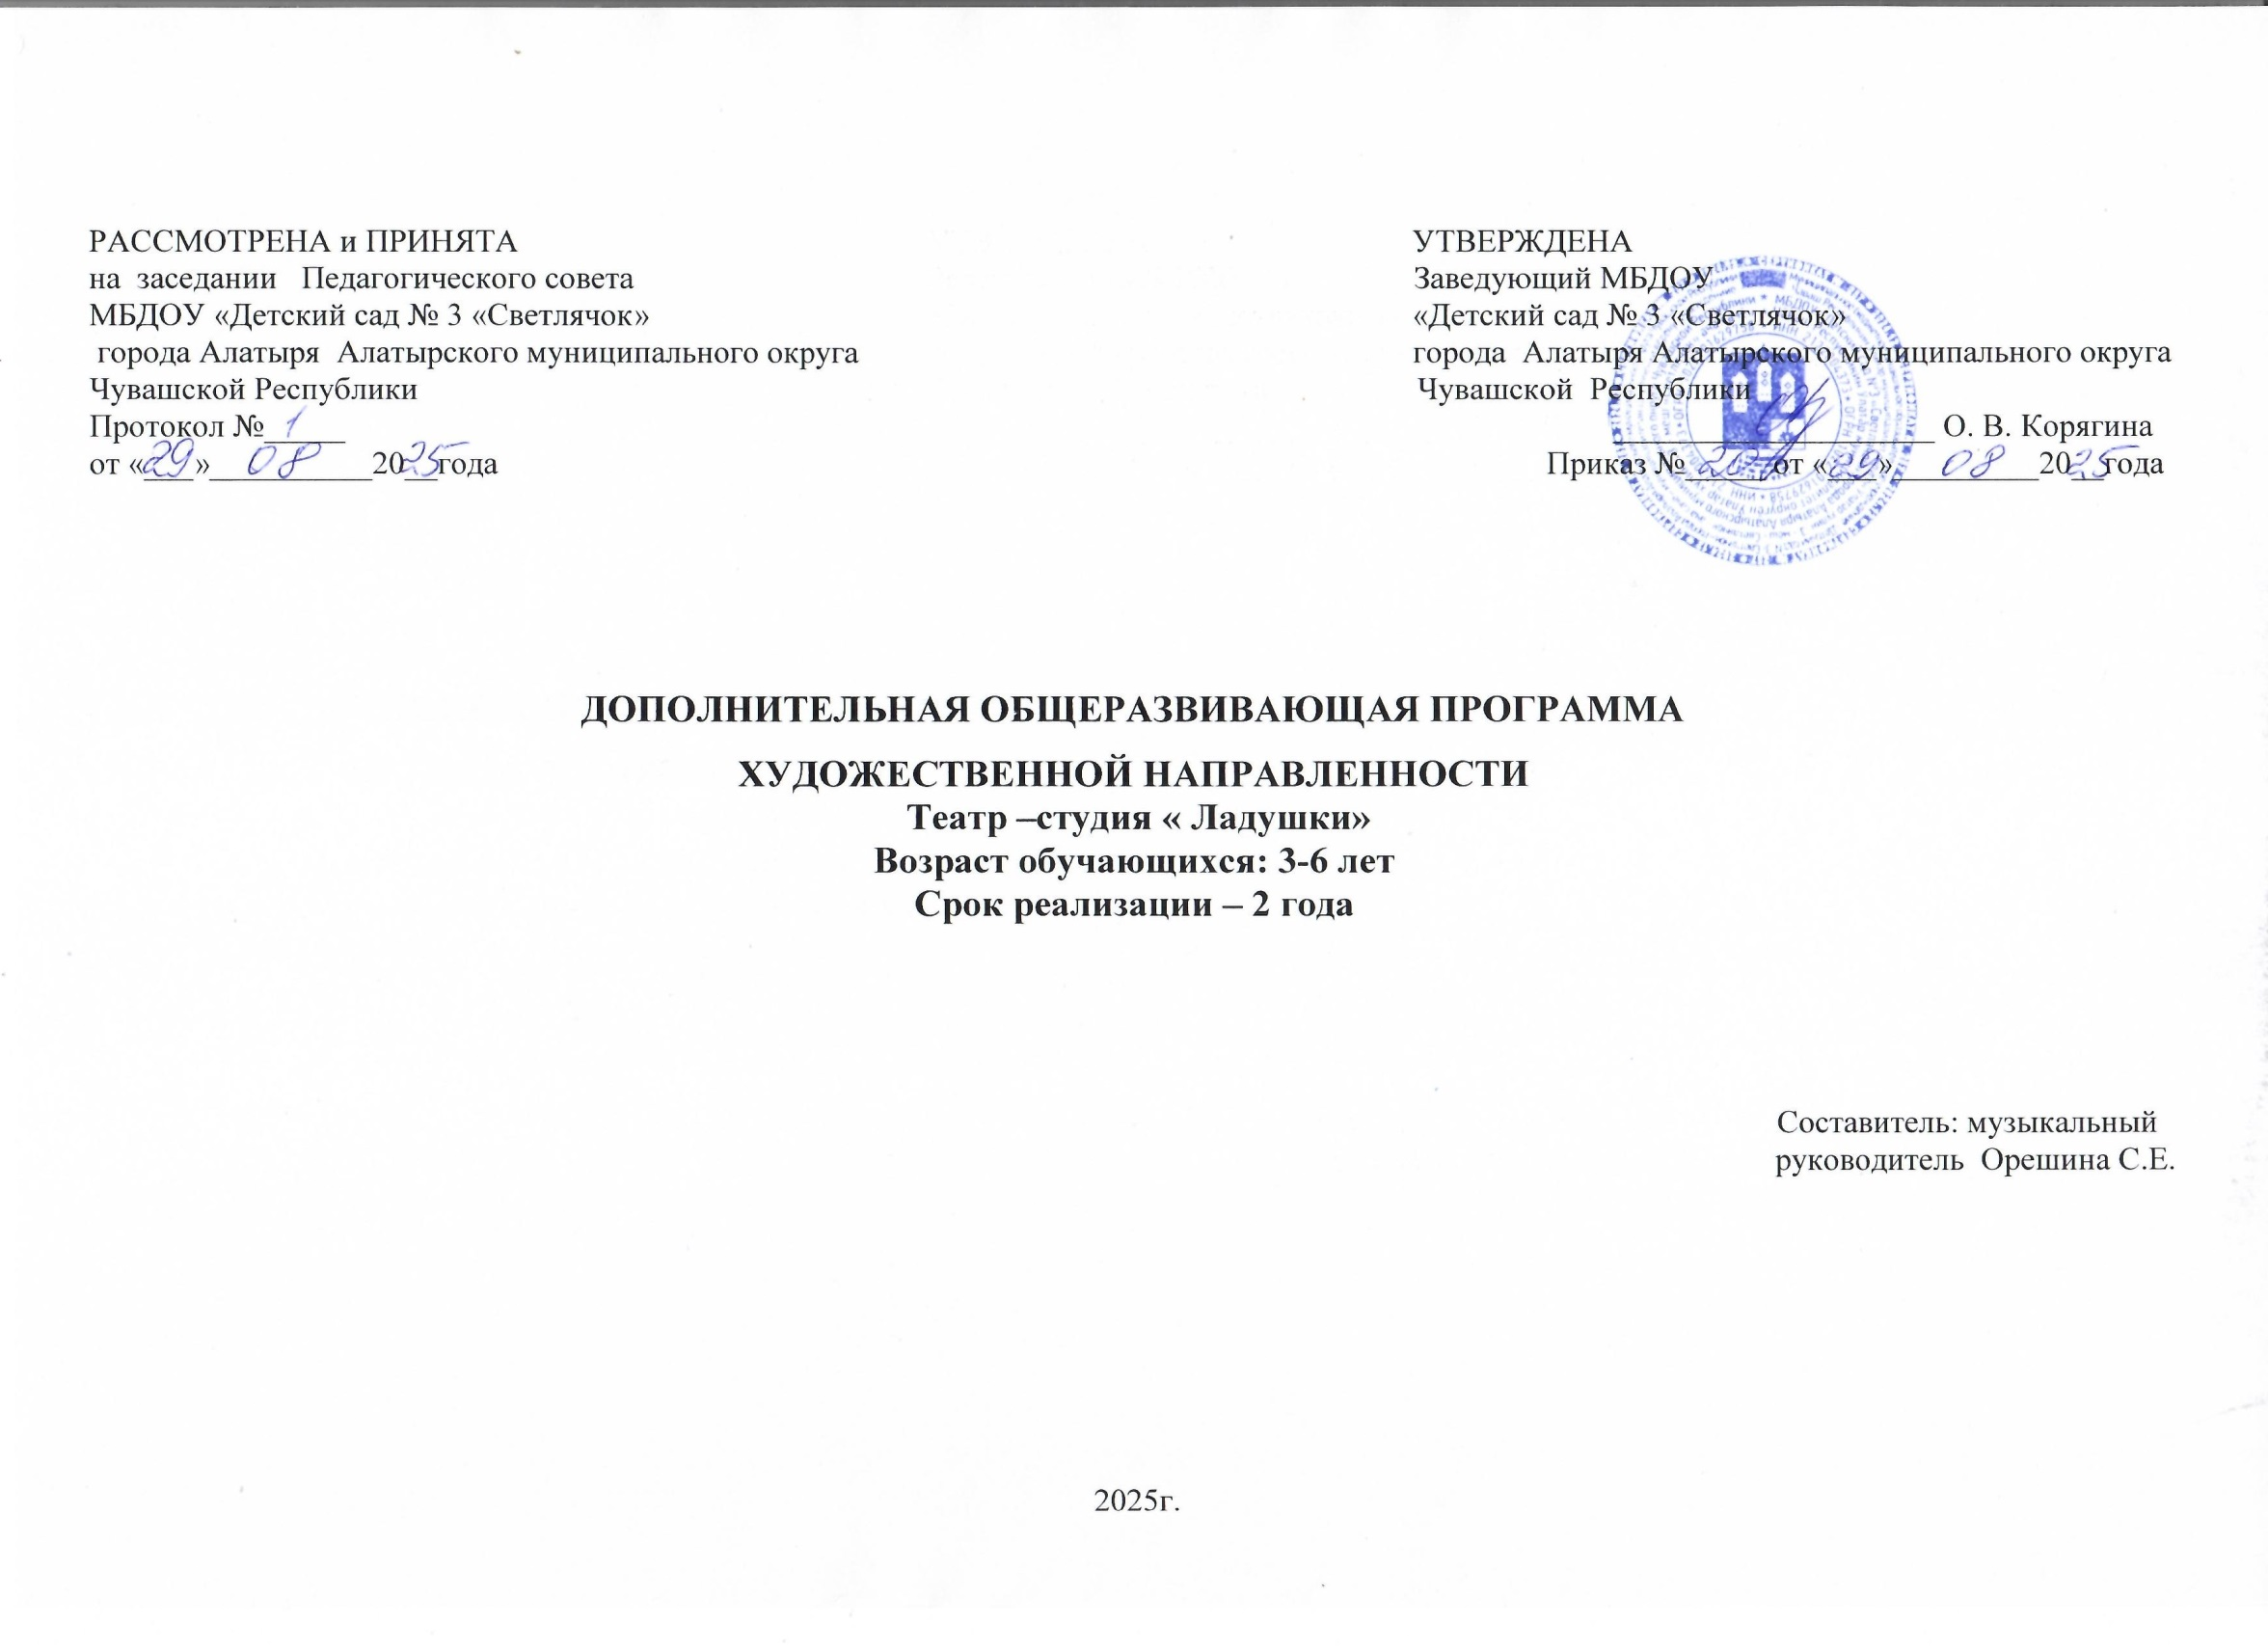 РАССМОТРЕНА и ПРИНЯТА
на заседании Педагогического совета
МБДОУ «Детский сад № 3 «Светлячок»
города Алатыря Алатырского муниципального округа
Чувашской Республики
Протокол № 1
от «29» 08 2025 года
УТВЕРЖДЕНА
Заведующий МБДОУ
«Детский сад № 3 «Светлячок»
города Алатыря Алатырского муниципального округа
Чувашской Республики
О. В. Корягина
Приказ № от «29» 08 2025 года
ДОПОЛНИТЕЛЬНАЯ ОБЩЕРАЗВИВАЮЩАЯ ПРОГРАММА
ХУДОЖЕСТВЕННОЙ НАПРАВЛЕННОСТИ
Театр –студия « Ладушки»
Возраст обучающихся: 3-6 лет
Срок реализации – 2 года
Составитель: музыкальный
руководитель Орешина С.Е.
2025г.